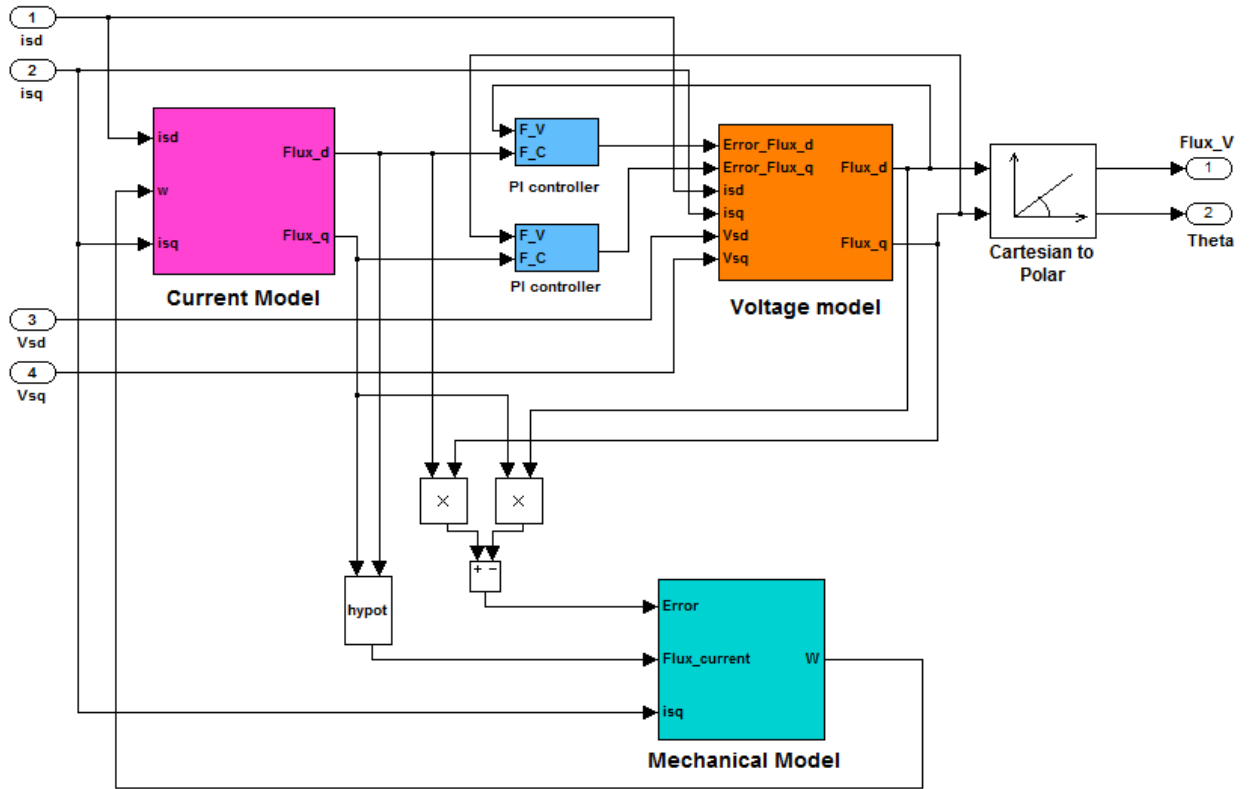 1
isd
2
isq
3
Vsd
4
Vsq
isd
w
isq
Flux_d
Flux_q
Current Model
F_V
F_C
PI controller
F_V
F_C
PI controller
Error_Flux_d
Error_Flux_q
isd
isq
Vsd
Vsq
Flux_d
Flux_q
Voltage model
Cartesian to
Polar
Flux_V
1
2
Theta
×
×
+ −
hypot
Error
Flux_current
isq
W
Mechanical Model